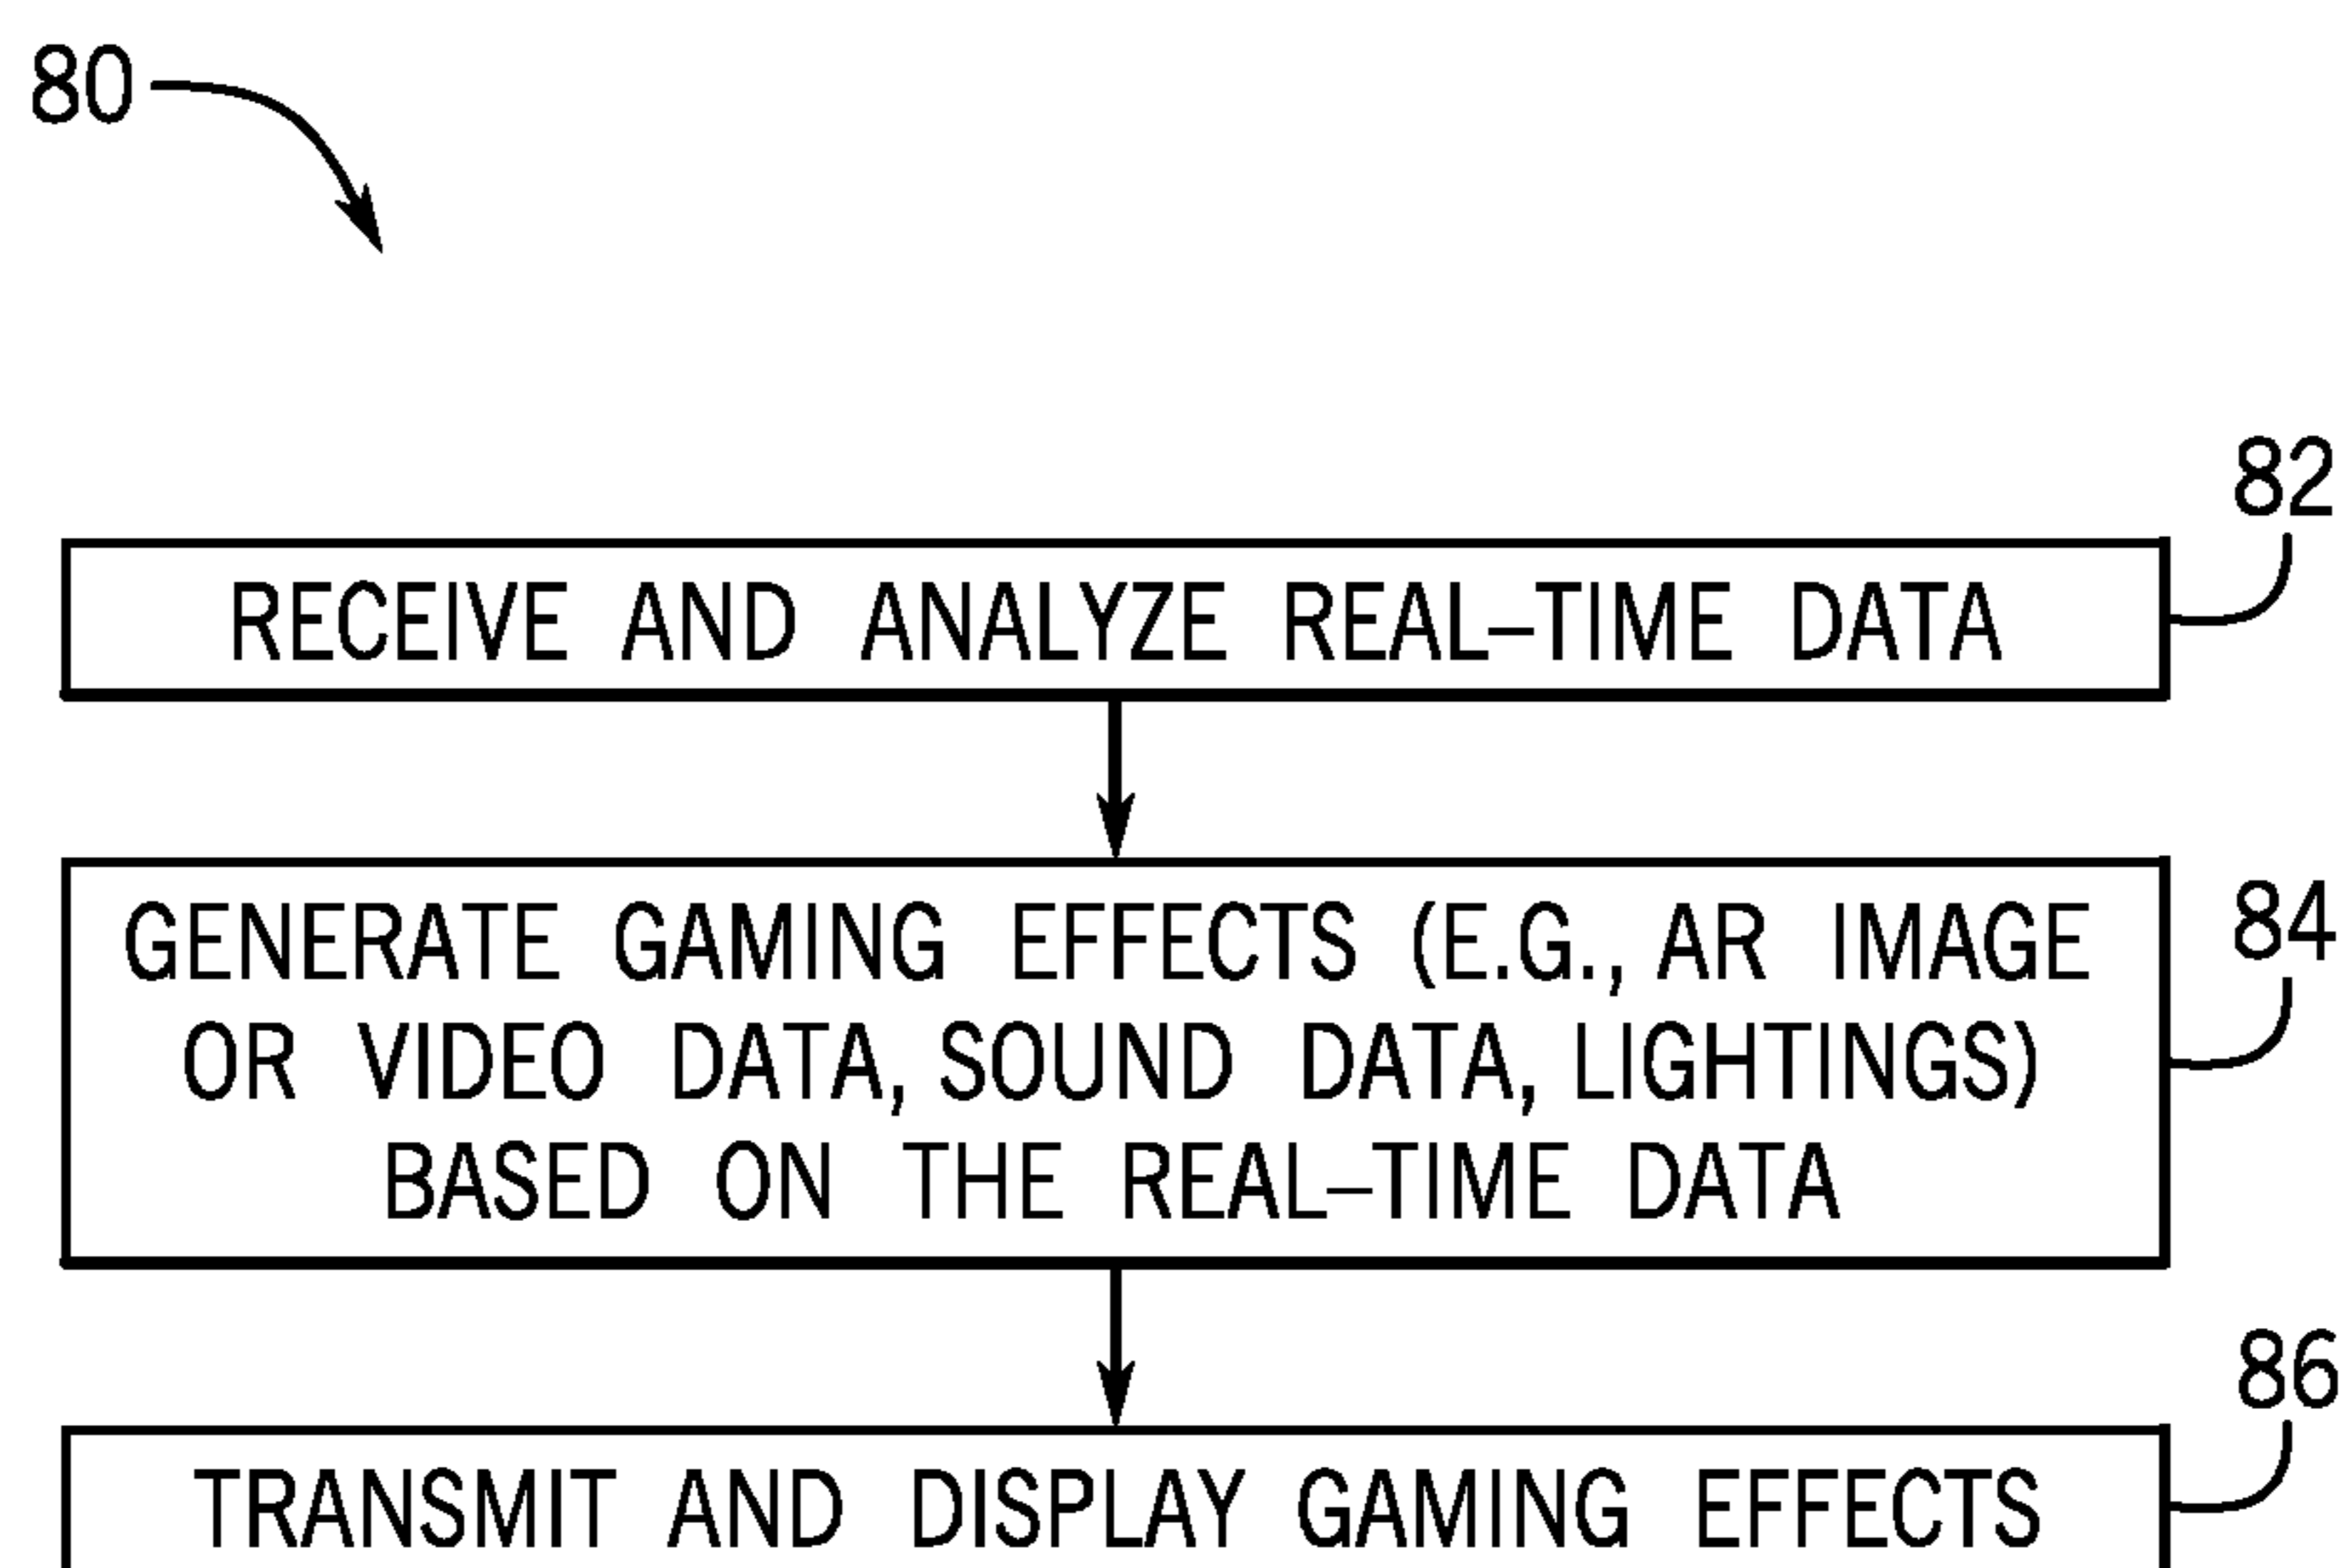 80
82
RECEIVE AND ANALYZE REAL–TIME DATA
84
GENERATE GAMING EFFECTS (E.G., AR IMAGE
OR VIDEO DATA, SOUND DATA, LIGHTINGS)
BASED ON THE REAL–TIME DATA
86
TRANSMIT AND DISPLAY GAMING EFFECTS